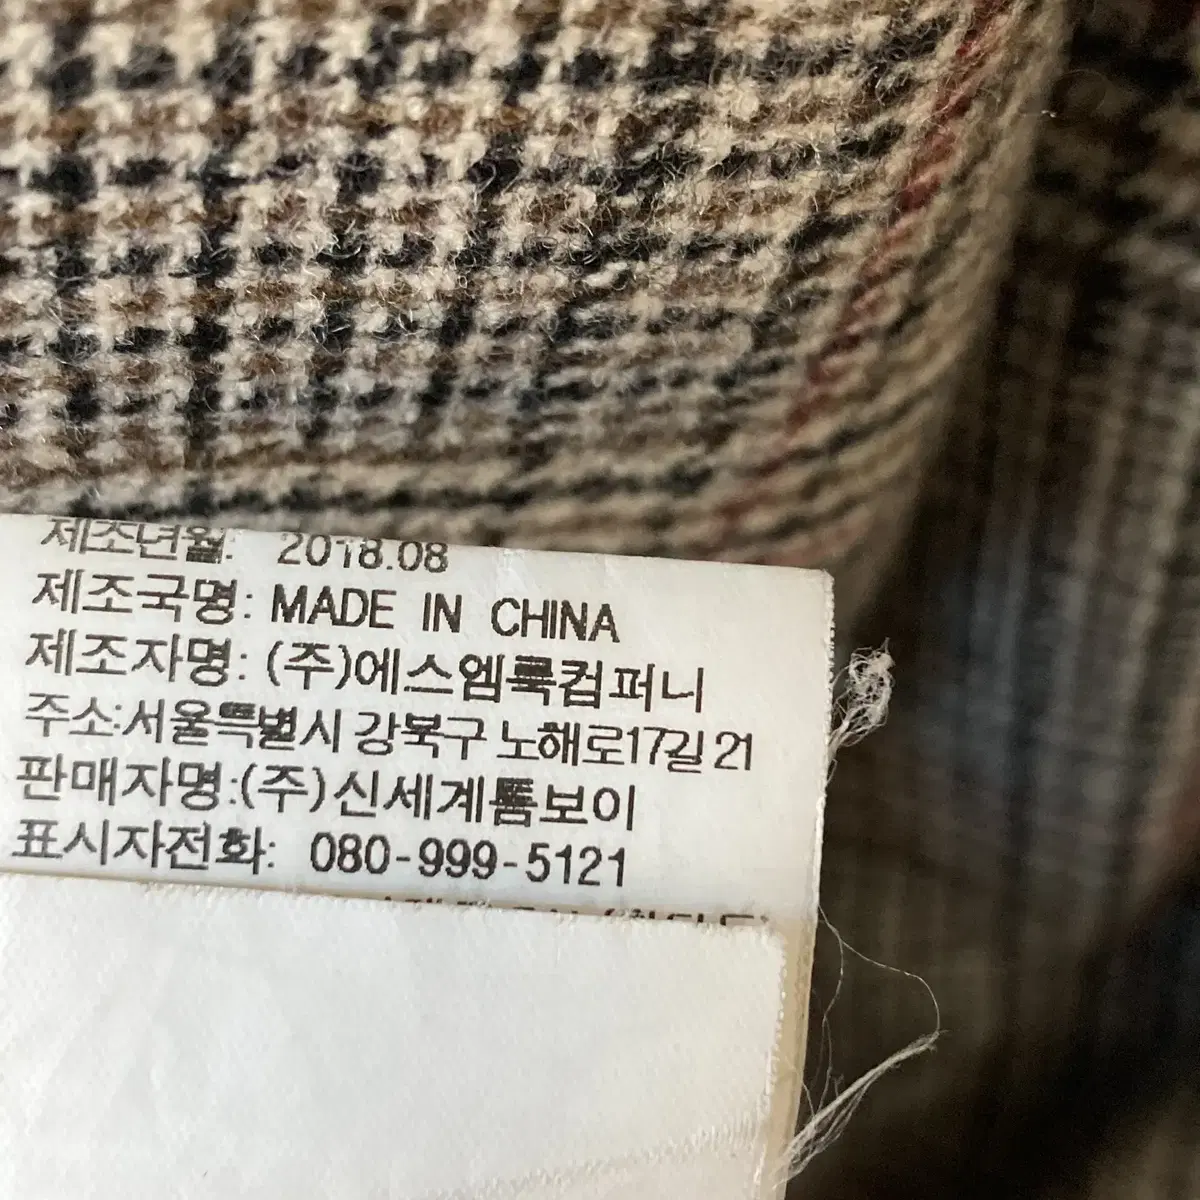 제조년월: 2018.08
제조국명: MADE IN CHINA
제조자명: (주)에스엠룩컴퍼니
주소:서울특별시 강북구 노해로17길 21
판매자명:(주)신세계톰보이
표시자전화: 080-999-5121